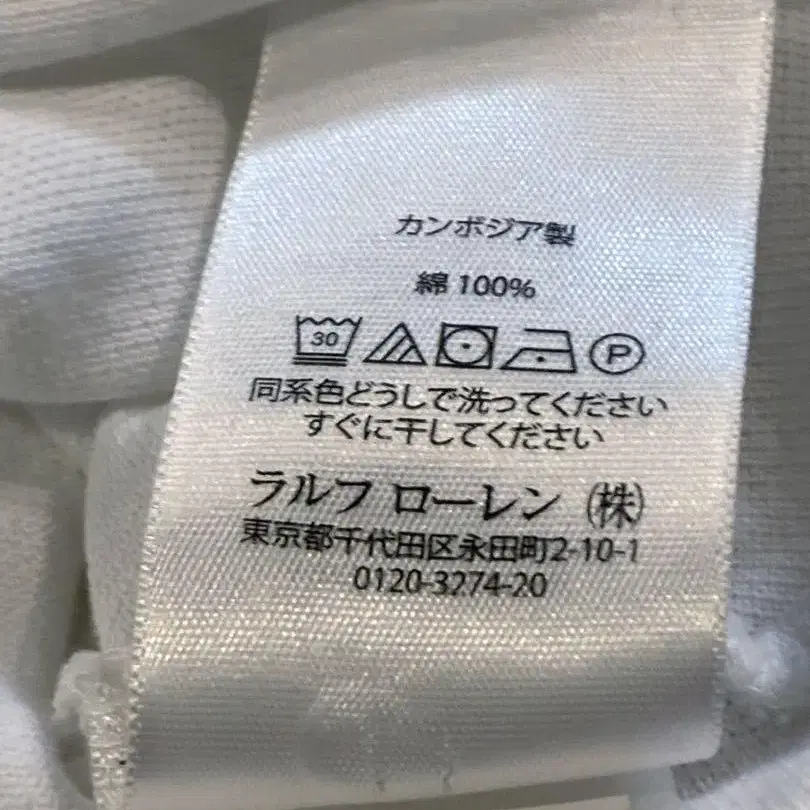 カンボジア製
綿 100%
30 P
同系色どうしで洗ってください
すぐに干してください
ラルフ ローレン (株)
東京都千代田区永田町2-10-1
0120-3274-20